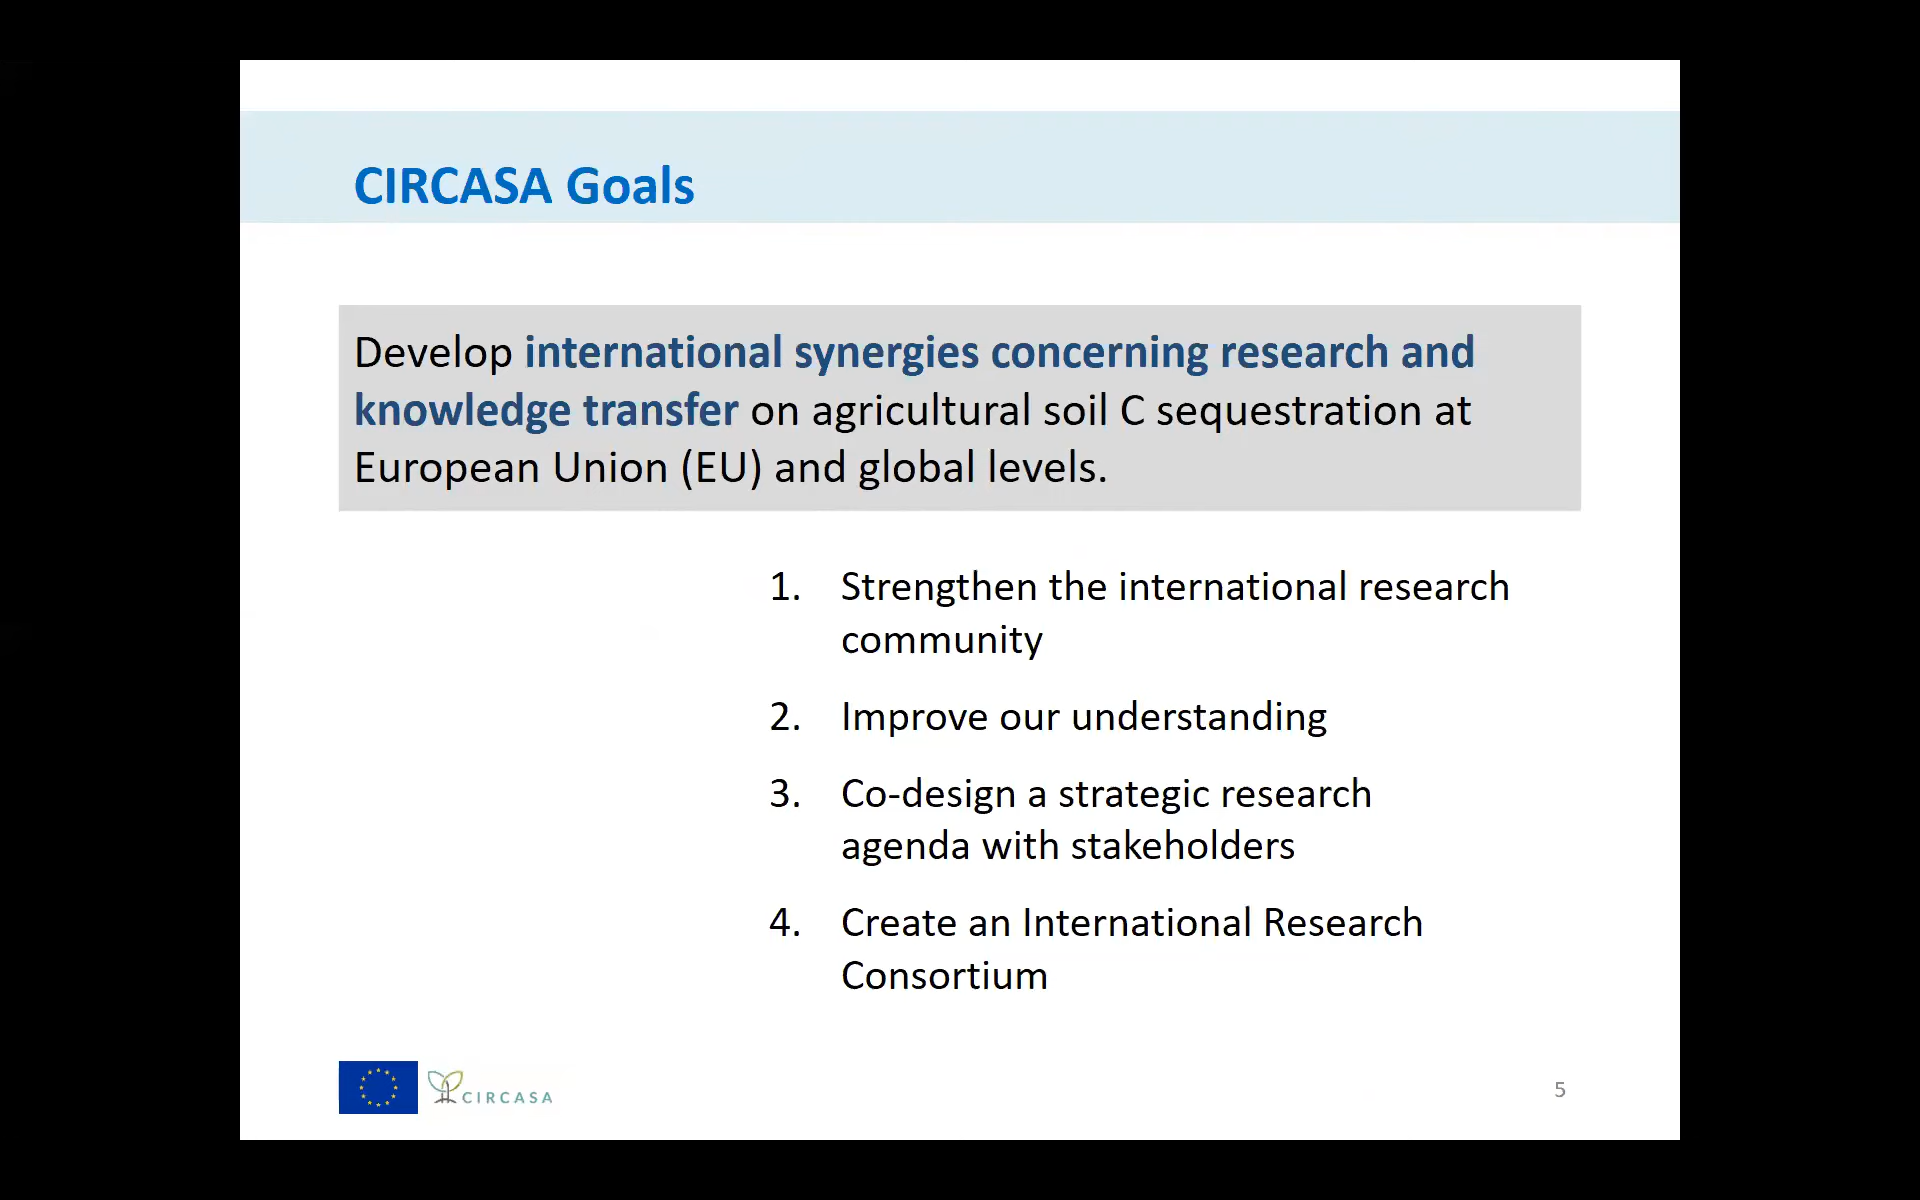 CIRCASA Goals
Develop international synergies concerning research and
knowledge transfer on agricultural soil C sequestration at
European Union (EU) and global levels.
1. Strengthen the international research
community
2. Improve our understanding
3. Co-design a strategic research
agenda with stakeholders
4. Create an International Research
Consortium
CIRCASA
5